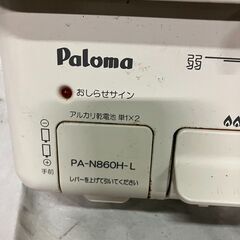 Paloma
弱
おしらせサイン
アルカリ乾電池 単1×2
手前
PA-N860H-L
レバーを上げて引いてください